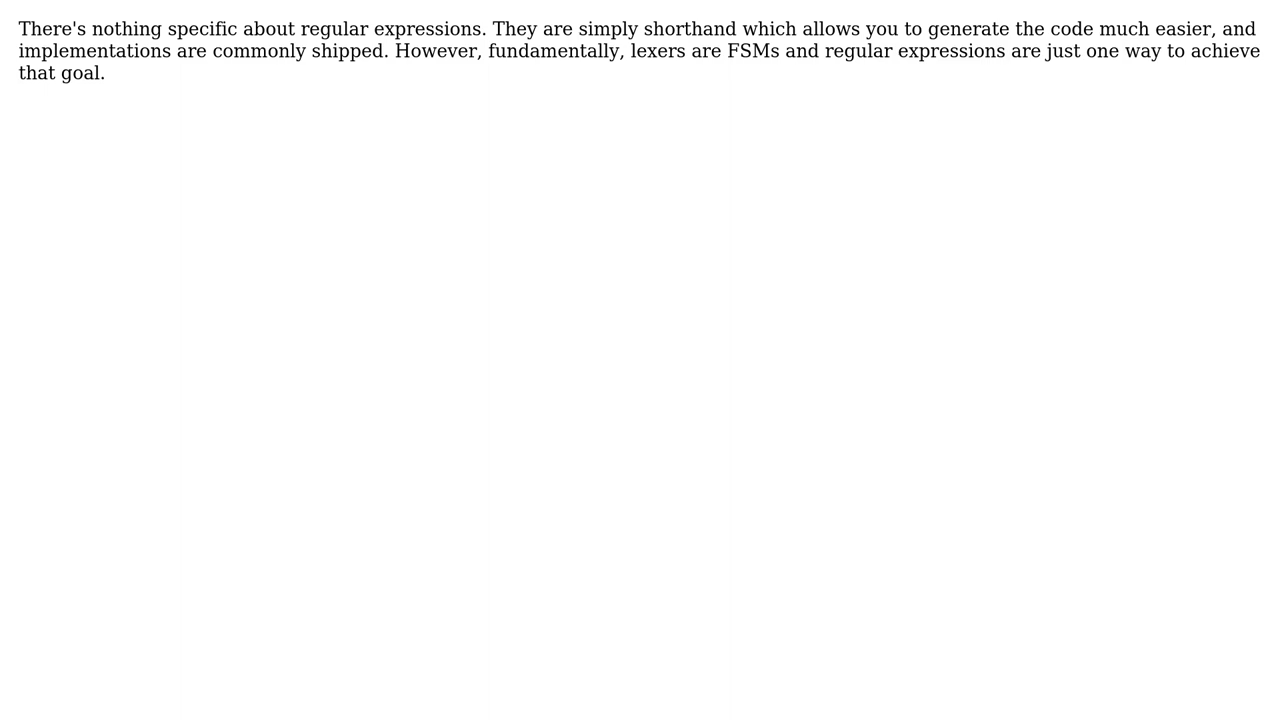 There's nothing specific about regular expressions. They are simply shorthand which allows you to generate the code much easier, and
implementations are commonly shipped. However, fundamentally, lexers are FSMs and regular expressions are just one way to achieve
that goal.